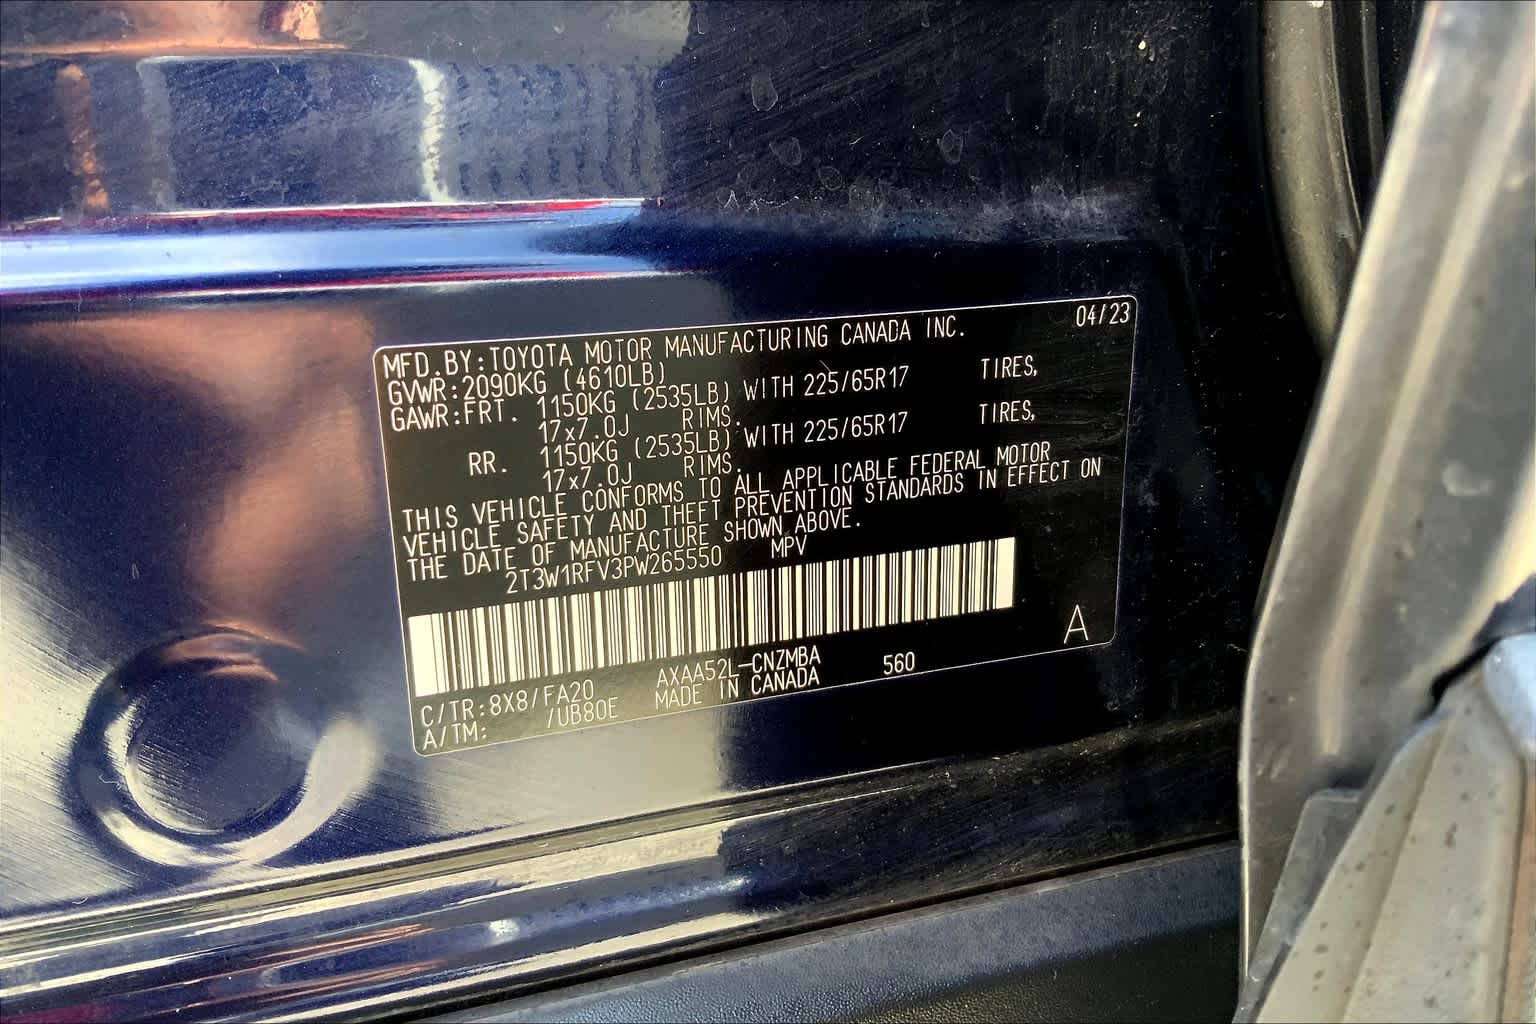 04/23
MFD.BY:TOYOTA MOTOR MANUFACTURING CANADA INC.
GVWR:2090KG (4610LB)
GAWR:FRT. 1150KG (2535LB) WITH 225/65R17 TIRES,
17x7.0J RIMS.
RR. 1150KG (2535LB) WITH 225/65R17 TIRES,
17x7.0J RIMS.
THIS VEHICLE CONFORMS TO ALL APPLICABLE FEDERAL MOTOR
VEHICLE SAFETY AND THEFT PREVENTION STANDARDS IN EFFECT ON
THE DATE OF MANUFACTURE SHOWN ABOVE.
2T3W1RFV3PW265550 MPV
A
C/TR:8X8/FA20 AXAA52L-CNZMBA 560
A/TM: /UB80E MADE IN CANADA